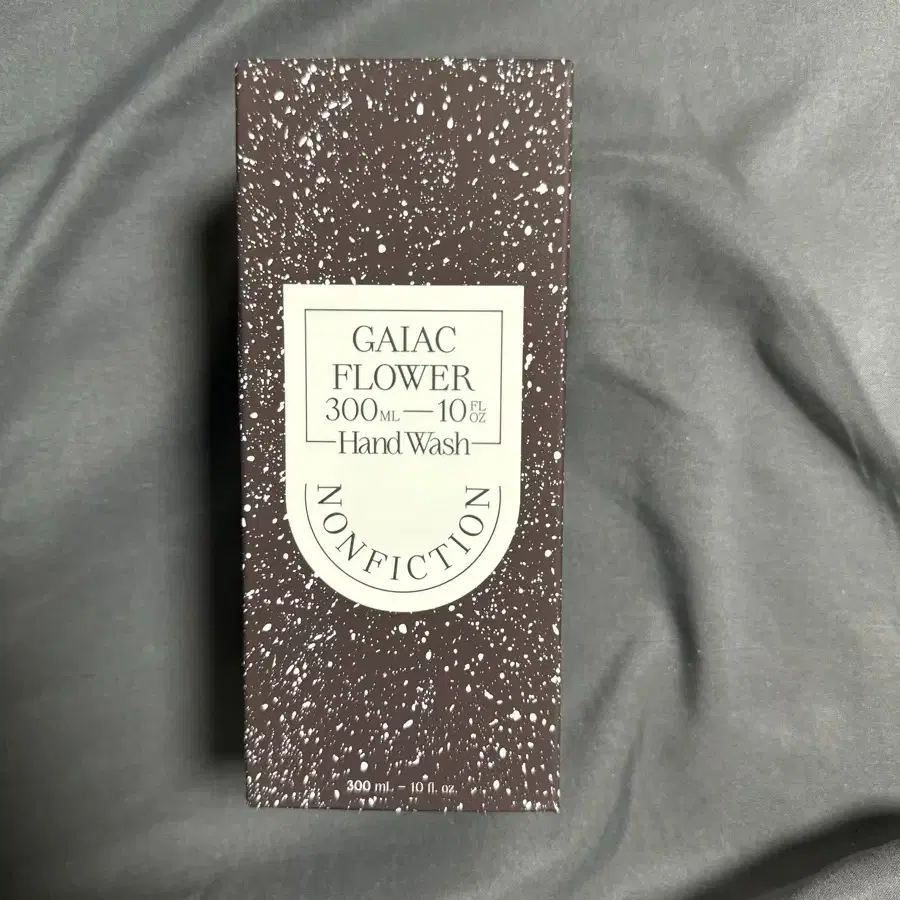 GAIAC
FLOWER
300 ML — 10 FL OZ
Hand Wash
NONFICTION
300 ml. – 10 fl. oz.